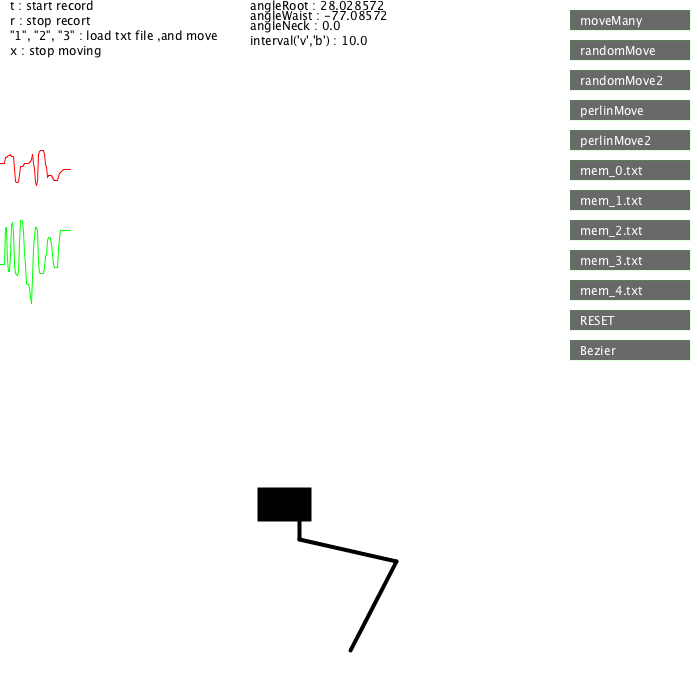 t : start record
r : stop recort
"1", "2", "3" : load txt file ,and move
x : stop moving
angleRoot : 28.028572
angleWaist : -77.08572
angleNeck : 0.0
interval('v','b') : 10.0
moveMany
randomMove
randomMove2
perlinMove
perlinMove2
mem_0.txt
mem_1.txt
mem_2.txt
mem_3.txt
mem_4.txt
RESET
Bezier